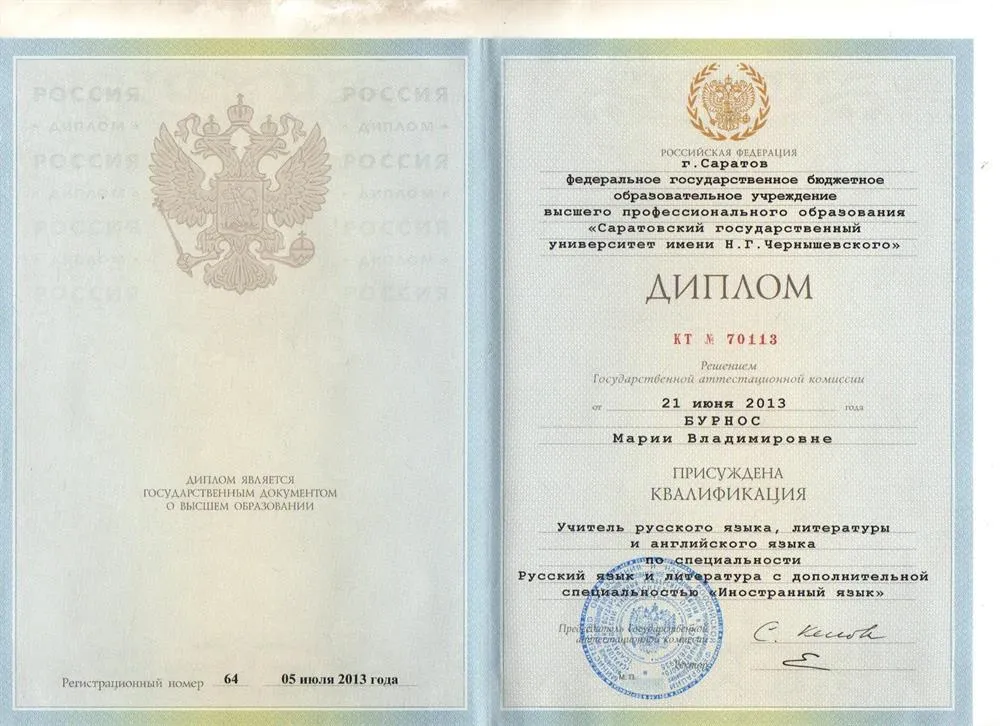 РОССИЯ РОССИЯ
ДИПЛОМ ДИПЛОМ
РОССИЯ РОССИЯ
ДИПЛОМ ДИПЛОМ
РОССИЯ РОССИЯ
ДИПЛОМ ДИПЛОМ
РОССИЯ РОССИЯ
ДИПЛОМ ЯВЛЯЕТСЯ
ГОСУДАРСТВЕННЫМ ДОКУМЕНТОМ
О ВЫСШЕМ ОБРАЗОВАНИИ
Регистрационный номер 64 05 июля 2013 года
РОССИЙСКАЯ ФЕДЕРАЦИЯ
г.Саратов
федеральное государственное бюджетное
образовательное учреждение
высшего профессионального образования
«Саратовский государственный
университет имени Н.Г.Чернышевского»
ДИПЛОМ
КТ № 70113
Решением
Государственной аттестационной комиссии
от 21 июня 2013 года
БУРНОС
Марии Владимировне
ПРИСУЖДЕНА
КВАЛИФИКАЦИЯ
Учитель русского языка, литературы
и английского языка
по специальности
Русский язык и литература с дополнительной
специальностью «Иностранный язык»
Председатель Государственной
аттестационной комиссии
Ректор
М.П.